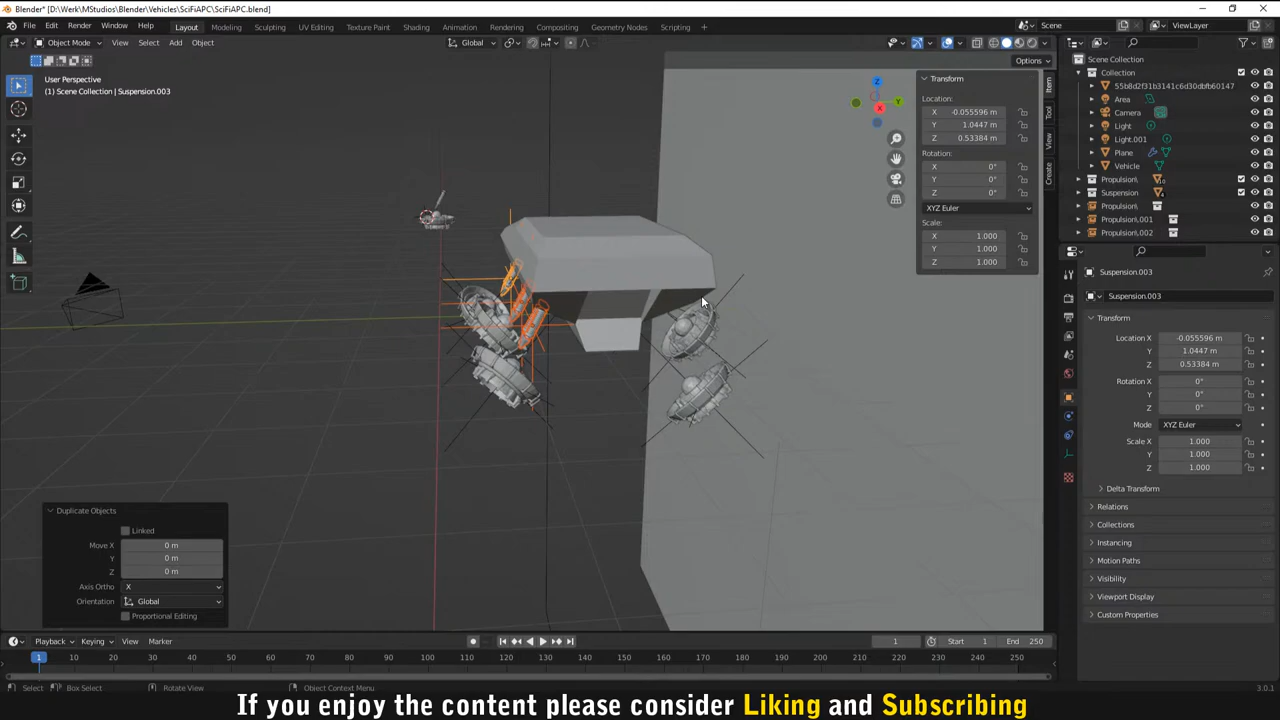 Blender* [D:\Werk\MStudios\Blender\Vehicles\SciFiAPC\SciFiAPC.blend]
File Edit Render Window Help Layout Modeling Sculpting UV Editing Texture Paint Shading Animation Rendering Compositing Geometry Nodes Scripting Scene ViewLayer
Object Mode View Select Add Object Global
Options
User Perspective
(1) Scene Collection | Suspension.003
Transform
Location:
X -0.055596 m
Y 1.0447 m
Z 0.53384 m
Rotation:
X 0°
Y 0°
Z 0°
XYZ Euler
Scale:
X 1.000
Y 1.000
Z 1.000
Item
Tool
View
Create
Z
Y
X
Scene Collection
Collection
55b8d2f31b3141c6d30dbfb60147
Area
Camera
Light
Light.001
Plane
Vehicle
Propulsion
Suspension
Propulsion
Propulsion.001
Propulsion.002
Suspension.003
Suspension.003
Transform
Location X -0.055596 m
Y 1.0447 m
Z 0.53384 m
Rotation X 0°
Y 0°
Z 0°
Mode XYZ Euler
Scale X 1.000
Y 1.000
Z 1.000
Delta Transform
Relations
Collections
Instancing
Motion Paths
Visibility
Viewport Display
Custom Properties
Duplicate Objects
Linked
Move X 0 m
Y 0 m
Z 0 m
Axis Ortho X
Orientation Global
Proportional Editing
Playback Keying View Marker 1 Start 1 End 250
1 10 20 30 40 50 60 70 80 90 100 110 120 130 140 150 160 170 180 190 200 210 220 230 240 250
Select Box Select Rotate View Object Context Menu 3.0.1
If you enjoy the content please consider Liking and Subscribing